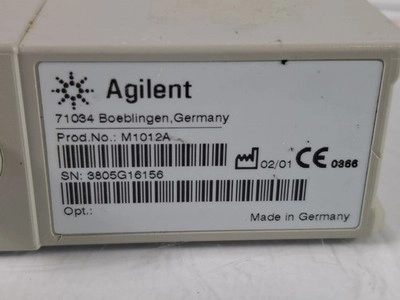 Agilent
71034 Boeblingen,Germany
Prod.No.: M1012A
02/01 CE 0366
SN: 3805G16156
Opt.:
Made in Germany